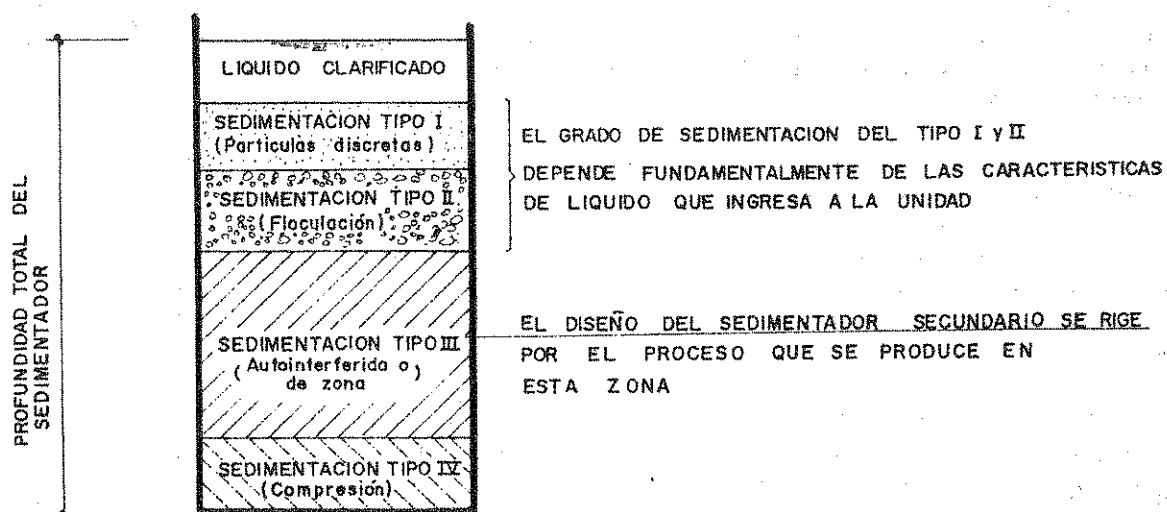 LIQUIDO CLARIFICADO
SEDIMENTACION TIPO I
(Partículas discretas)
SEDIMENTACION TIPO II
(Floculación)
EL GRADO DE SEDIMENTACION DEL TIPO I y II
DEPENDE FUNDAMENTALMENTE DE LAS CARACTERISTICAS
DE LIQUIDO QUE INGRESA A LA UNIDAD
PROFUNDIDAD TOTAL DEL
SEDIMENTADOR
SEDIMENTACION TIPO III
(Autointerferida o
de zona)
EL DISEÑO DEL SEDIMENTADOR SECUNDARIO SE RIGE
POR EL PROCESO QUE SE PRODUCE EN
ESTA ZONA
SEDIMENTACION TIPO IV
(Compresión)